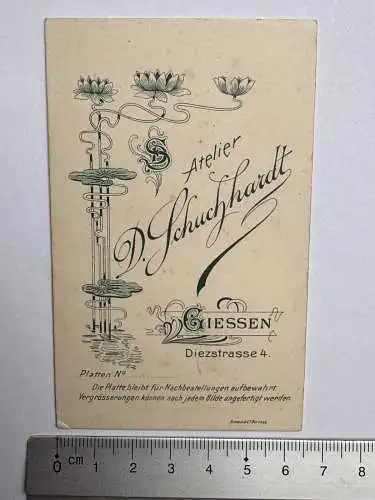 DS
Atelier
D. Schuchhardt
GIESSEN
Diezstrasse 4.
Platten No
Die Platte bleibt für Nachbestellungen aufbewahrt.
Vergrösserungen können nach jedem Bilde angefertigt werden.
0 cm 1 2 3 4 5 6 7 8